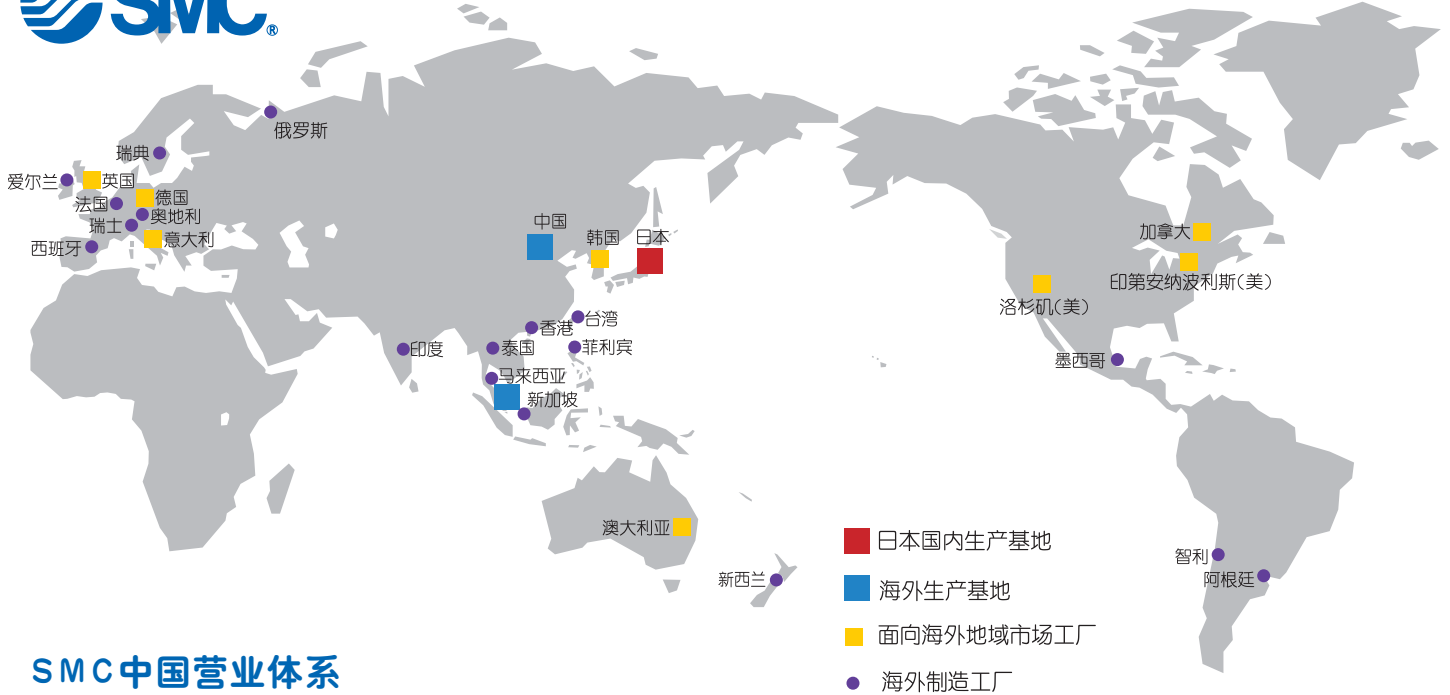 SMC®
俄罗斯
瑞典
爱尔兰
英国
德国
法国
奥地利
瑞士
意大利
西班牙
中国
韩国
日本
加拿大
印第安纳波利斯(美)
洛杉矶(美)
台湾
香港
印度
泰国
菲利宾
墨西哥
马来西亚
新加坡
澳大利亚
日本国内生产基地
智利
新西兰
阿根廷
海外生产基地
面向海外地域市场工厂
SMC中国营业体系
海外制造工厂